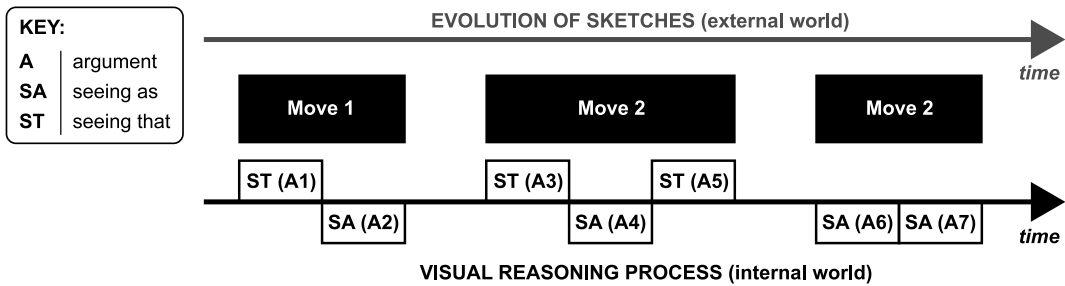 KEY:
A argument
SA seeing as
ST seeing that
EVOLUTION OF SKETCHES (external world)
time
Move 1 Move 2 Move 2
ST (A1) ST (A3) ST (A5)
SA (A2) SA (A4) SA (A6) SA (A7)
time
VISUAL REASONING PROCESS (internal world)